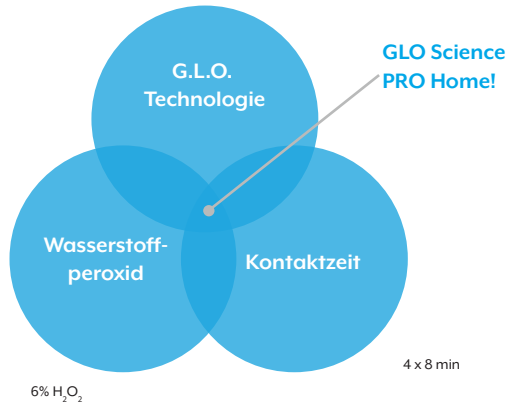 G.L.O.
Technologie
GLO Science
PRO Home!
Wasserstoff-
peroxid
Kontaktzeit
4 x 8 min
6% H₂O₂